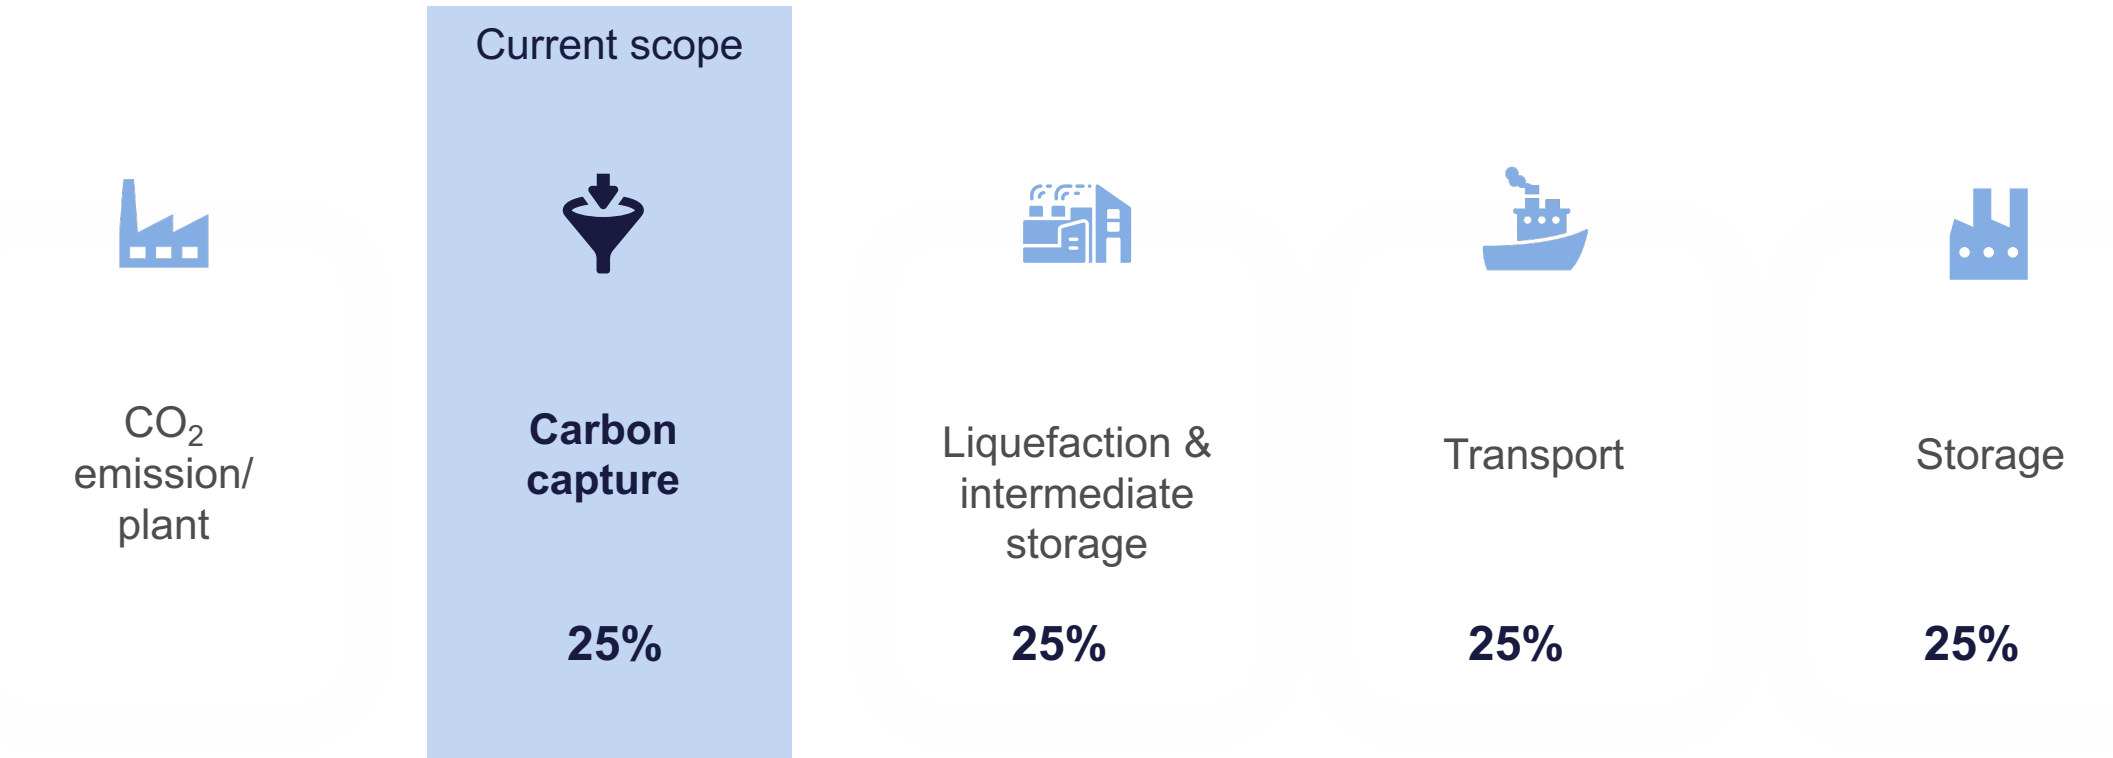 Current scope
CO₂
emission/
plant
Carbon
capture
Liquefaction &
intermediate
storage
Transport
Storage
25%
25%
25%
25%